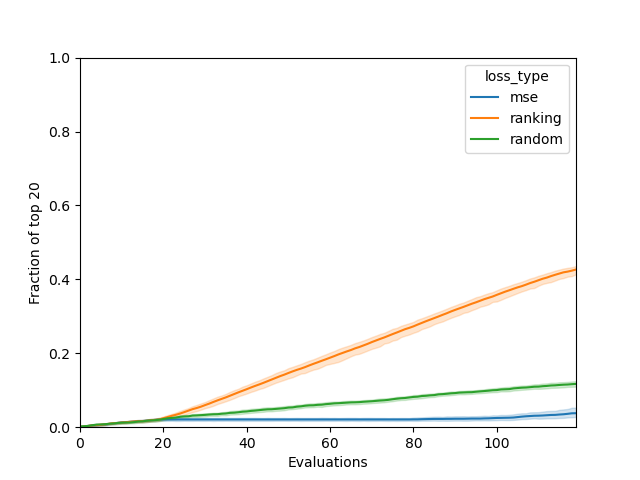 1.0
0.8
0.6
0.4
0.2
0.0
Fraction of top 20
loss_type
mse
ranking
random
0 20 40 60 80 100
Evaluations